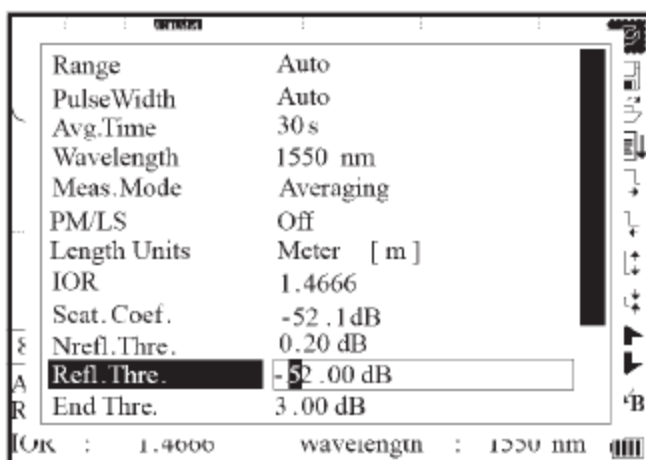 Range Auto
PulseWidth Auto
Avg.Time 30 s
Wavelength 1550 nm
Meas.Mode Averaging
PM/LS Off
Length Units Meter [ m ]
IOR 1.4666
Scat. Coef. -52 .1dB
Nrefl.Thre. 0.20 dB
Refl.Thre. - 52 .00 dB
End Thre. 3.00 dB
A
R
B
IOR : 1.4666 wavelength : 1550 nm